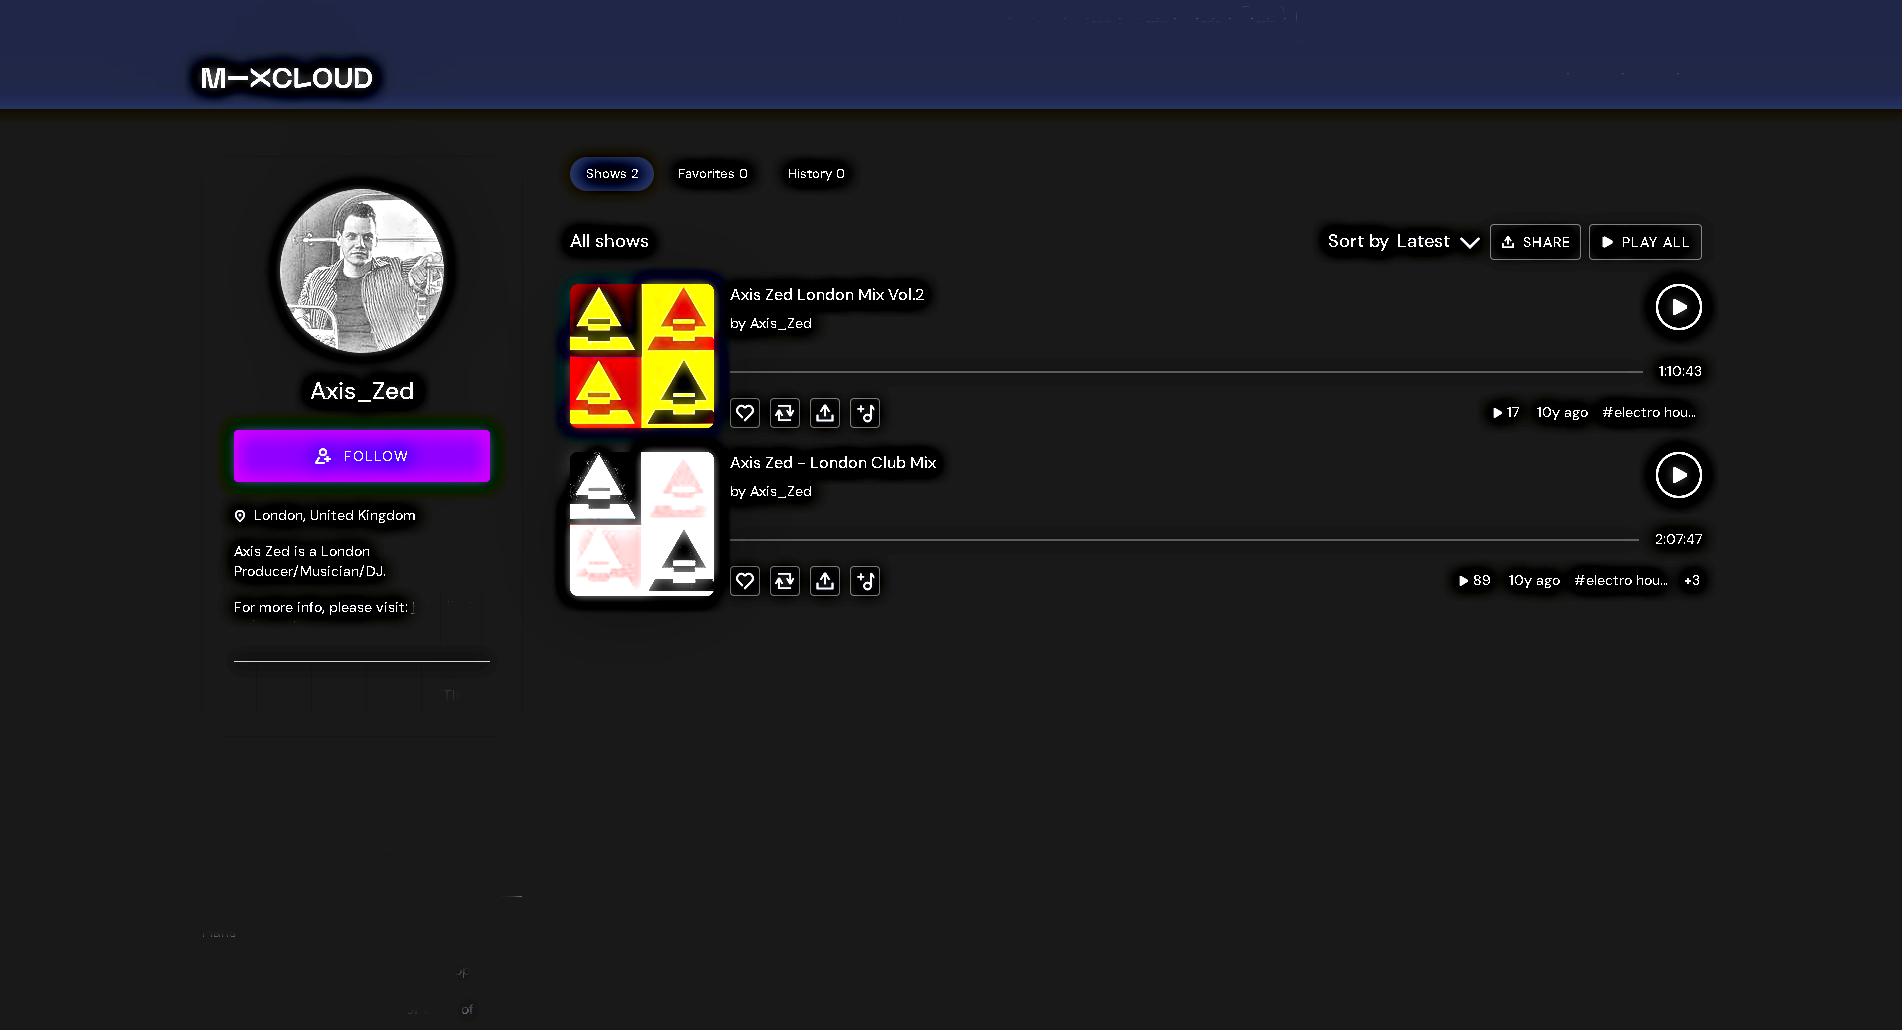 M—XCLOUD
Shows 2
Favorites 0
History 0
All shows
Sort by Latest
SHARE
PLAY ALL
Axis_Zed
FOLLOW
London, United Kingdom
Axis Zed is a London
Producer/Musician/DJ.
For more info, please visit:
Axis Zed London Mix Vol.2
by Axis_Zed
1:10:43
17
10y ago
#electro hou...
Axis Zed - London Club Mix
by Axis_Zed
2:07:47
89
10y ago
#electro hou...
+3
of